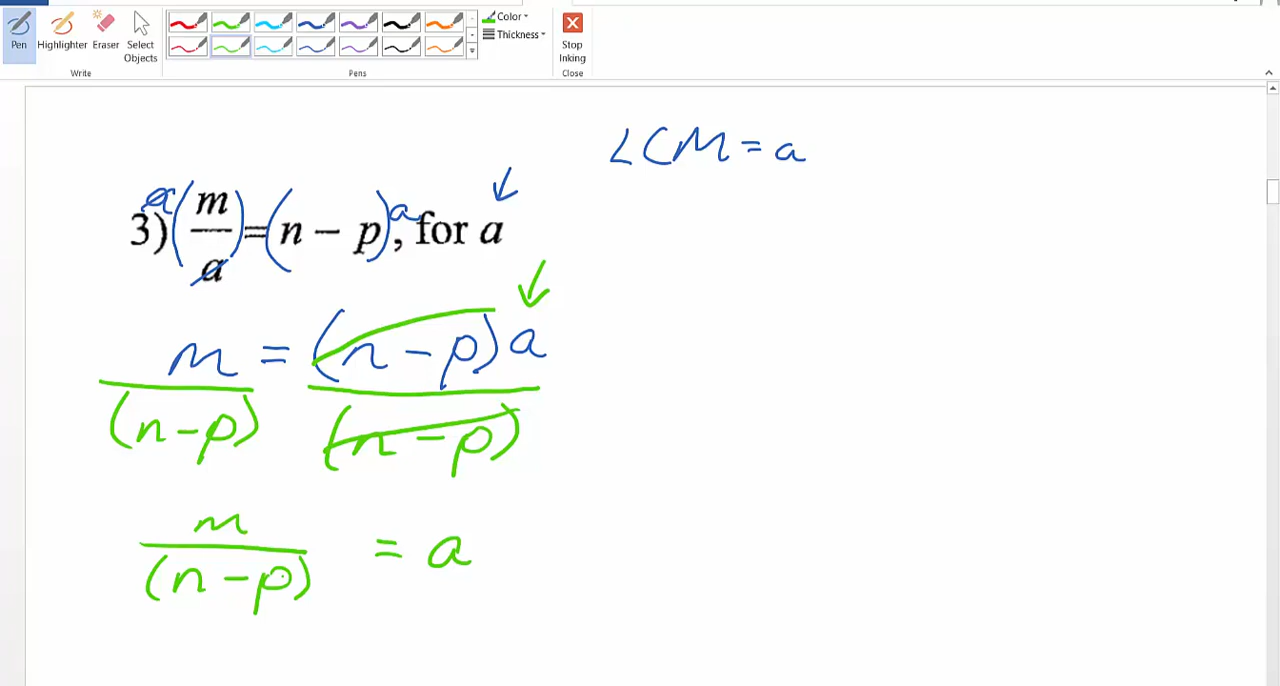 Pen
Highlighter
Eraser
Select Objects
Color
Thickness
Stop Inking
Write
Pens
Close
LCM = a
3) a(m/a) = (n − p)a, for a
m = (n − p)a
(n − p) (n − p)
m/(n − p) = a